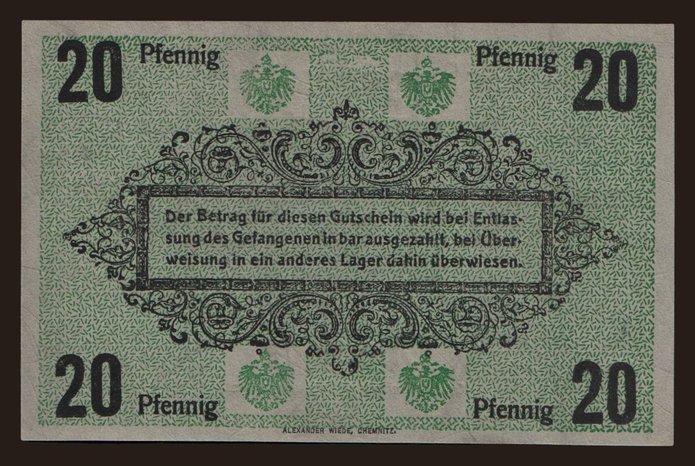 20 Pfennig Pfennig 20
Der Betrag für diesen Gutschein wird bei Entlas-
sung des Gefangenen in bar ausgezahlt, bei Über-
weisung in ein anderes Lager dahin überwiesen.
20 Pfennig Pfennig 20
ALEXANDER WIEDE, CHEMNITZ.